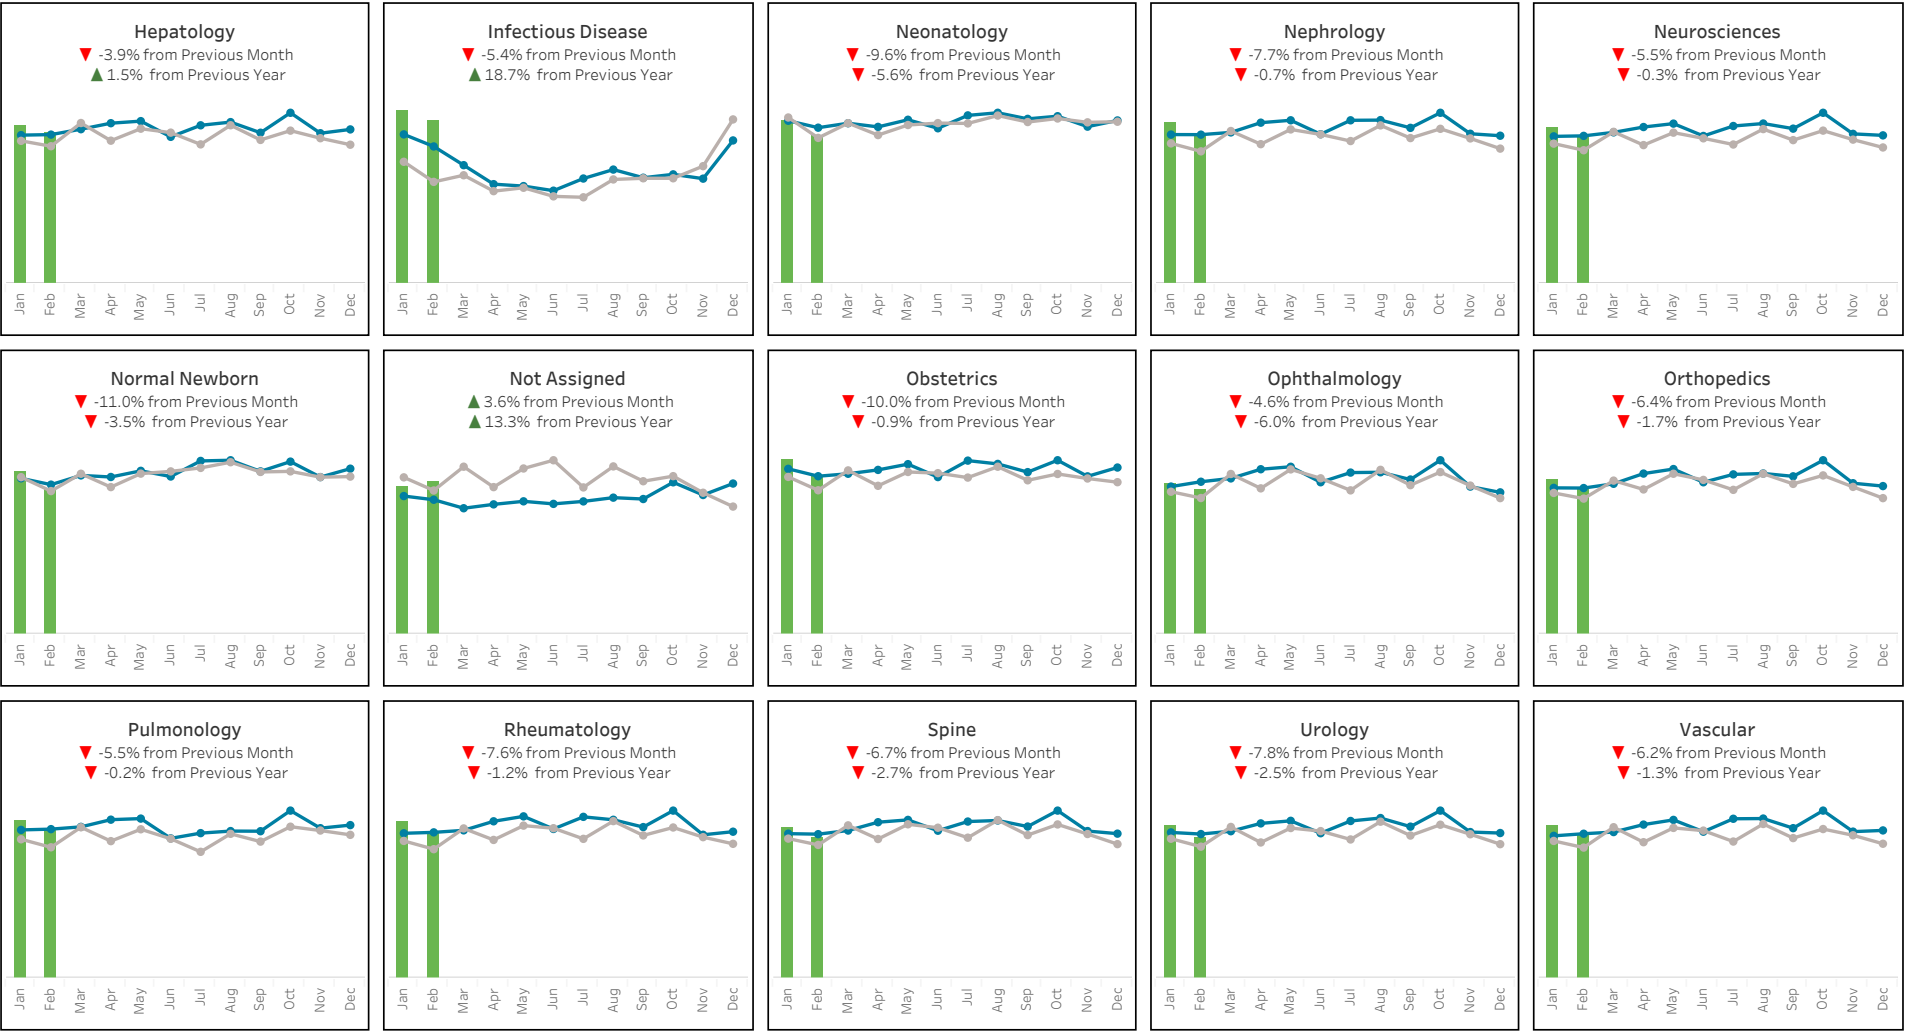 Hepatology
▼ -3.9% from Previous Month
▲ 1.5% from Previous Year
Jan Feb Mar Apr May Jun Jul Aug Sep Oct Nov Dec
Infectious Disease
▼ -5.4% from Previous Month
▲ 18.7% from Previous Year
Jan Feb Mar Apr May Jun Jul Aug Sep Oct Nov Dec
Neonatology
▼ -9.6% from Previous Month
▼ -5.6% from Previous Year
Jan Feb Mar Apr May Jun Jul Aug Sep Oct Nov Dec
Nephrology
▼ -7.7% from Previous Month
▼ -0.7% from Previous Year
Jan Feb Mar Apr May Jun Jul Aug Sep Oct Nov Dec
Neurosciences
▼ -5.5% from Previous Month
▼ -0.3% from Previous Year
Jan Feb Mar Apr May Jun Jul Aug Sep Oct Nov Dec
Normal Newborn
▼ -11.0% from Previous Month
▼ -3.5% from Previous Year
Jan Feb Mar Apr May Jun Jul Aug Sep Oct Nov Dec
Not Assigned
▲ 3.6% from Previous Month
▲ 13.3% from Previous Year
Jan Feb Mar Apr May Jun Jul Aug Sep Oct Nov Dec
Obstetrics
▼ -10.0% from Previous Month
▼ -0.9% from Previous Year
Jan Feb Mar Apr May Jun Jul Aug Sep Oct Nov Dec
Ophthalmology
▼ -4.6% from Previous Month
▼ -6.0% from Previous Year
Jan Feb Mar Apr May Jun Jul Aug Sep Oct Nov Dec
Orthopedics
▼ -6.4% from Previous Month
▼ -1.7% from Previous Year
Jan Feb Mar Apr May Jun Jul Aug Sep Oct Nov Dec
Pulmonology
▼ -5.5% from Previous Month
▼ -0.2% from Previous Year
Jan Feb Mar Apr May Jun Jul Aug Sep Oct Nov Dec
Rheumatology
▼ -7.6% from Previous Month
▼ -1.2% from Previous Year
Jan Feb Mar Apr May Jun Jul Aug Sep Oct Nov Dec
Spine
▼ -6.7% from Previous Month
▼ -2.7% from Previous Year
Jan Feb Mar Apr May Jun Jul Aug Sep Oct Nov Dec
Urology
▼ -7.8% from Previous Month
▼ -2.5% from Previous Year
Jan Feb Mar Apr May Jun Jul Aug Sep Oct Nov Dec
Vascular
▼ -6.2% from Previous Month
▼ -1.3% from Previous Year
Jan Feb Mar Apr May Jun Jul Aug Sep Oct Nov Dec